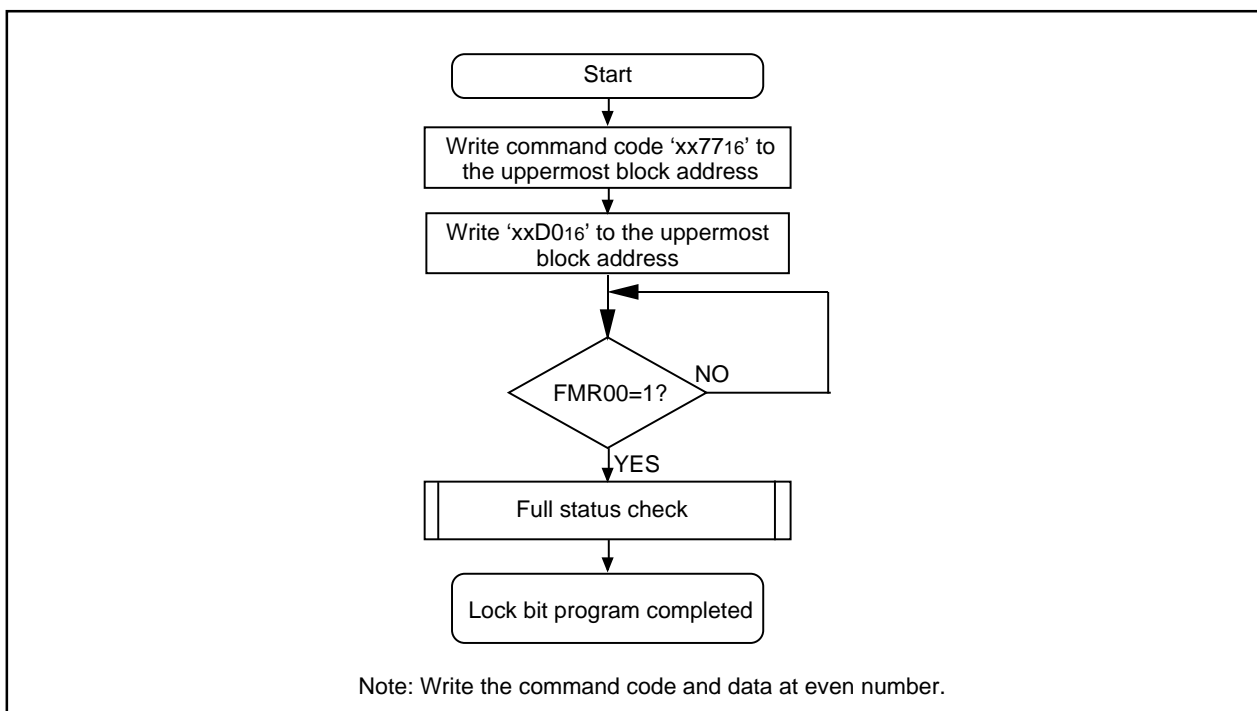 Start
Write command code ‘xx7716’ to
the uppermost block address
Write ‘xxD016’ to the uppermost
block address
FMR00=1?
NO
YES
Full status check
Lock bit program completed
Note: Write the command code and data at even number.